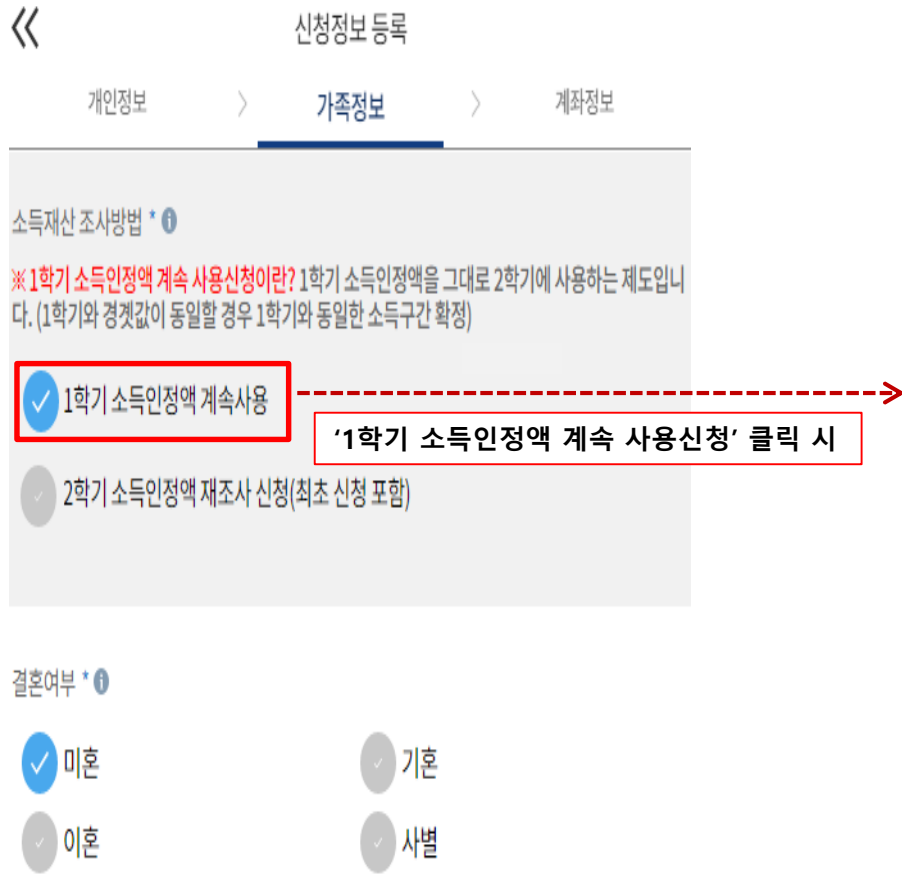 신청정보 등록
개인정보 가족정보 계좌정보
소득재산 조사방법 *
※ 1학기 소득인정액 계속 사용신청이란? 1학기 소득인정액을 그대로 2학기에 사용하는 제도입니
다. (1학기와 경곗값이 동일할 경우 1학기와 동일한 소득구간 확정)
1학기 소득인정액 계속사용
‘1학기 소득인정액 계속 사용신청’ 클릭 시
2학기 소득인정액 재조사 신청(최초 신청 포함)
결혼여부 *
미혼 기혼
이혼 사별